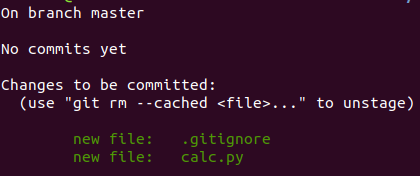 On branch master
No commits yet
Changes to be committed:
(use "git rm --cached <file>..." to unstage)
new file: .gitignore
new file: calc.py